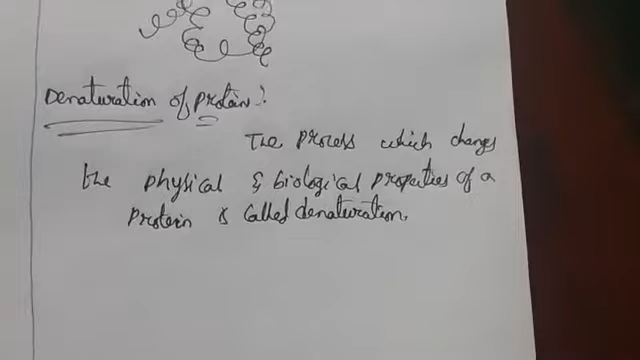 Denaturation of protein :
The process which changes
the physical & biological properties of a
protein is called denaturation.